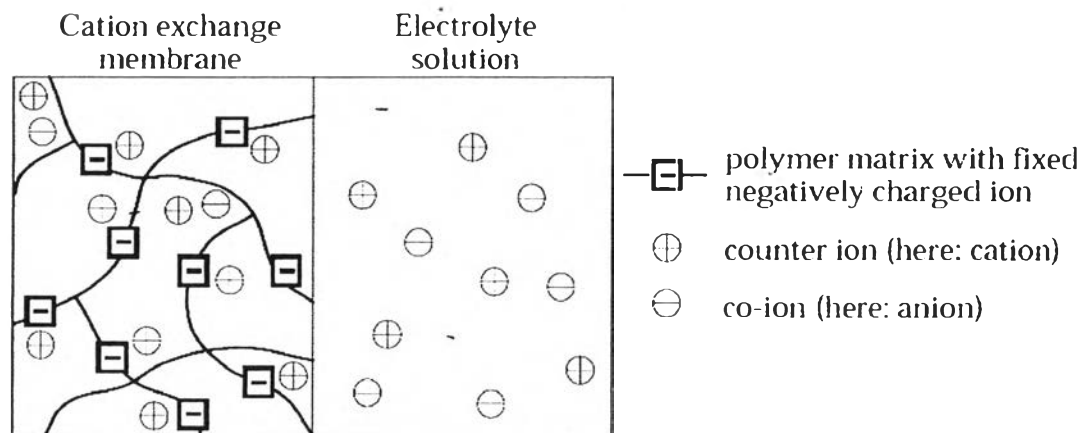 Cation exchange
membrane
Electrolyte
solution
polymer matrix with fixed
negatively charged ion
counter ion (here: cation)
co-ion (here: anion)